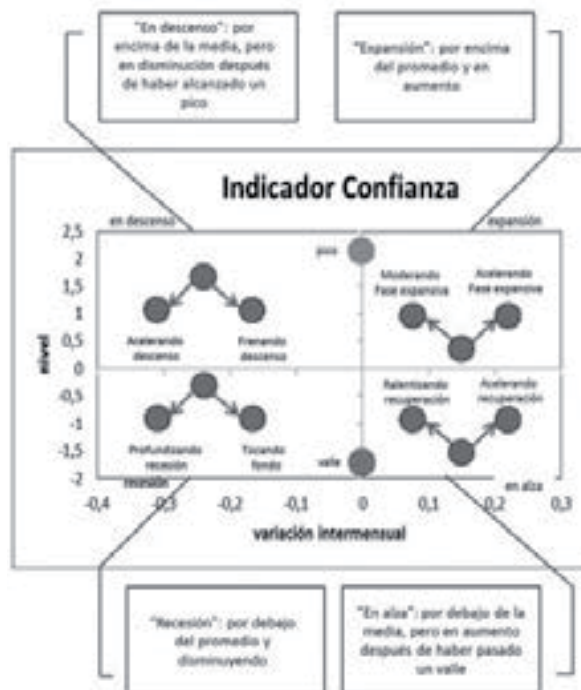 "En descenso": por
encima de la media, pero
en disminución después
de haber alcanzado un
pico
"Expansión": por encima
del promedio y en
aumento
Indicador Confianza
en descenso
expansión
2,5
2
1,5
1
0,5
0
-0,5
-1
-1,5
-2
nivel
pico
Moderando
Fase expansiva
Acelerando
Fase expansiva
Acelerando
descenso
Frenando
descenso
Ralentizando
recuperación
Acelerando
recuperación
Profundizando
recesión
recesión
Tocando
fondo
valle
en alza
-0,4
-0,3
-0,2
-0,1
0
0,1
0,2
0,3
variación intermensual
"Recesión": por debajo
del promedio y
disminuyendo
"En alza": por debajo de la
media, pero en aumento
después de haber pasado
un valle